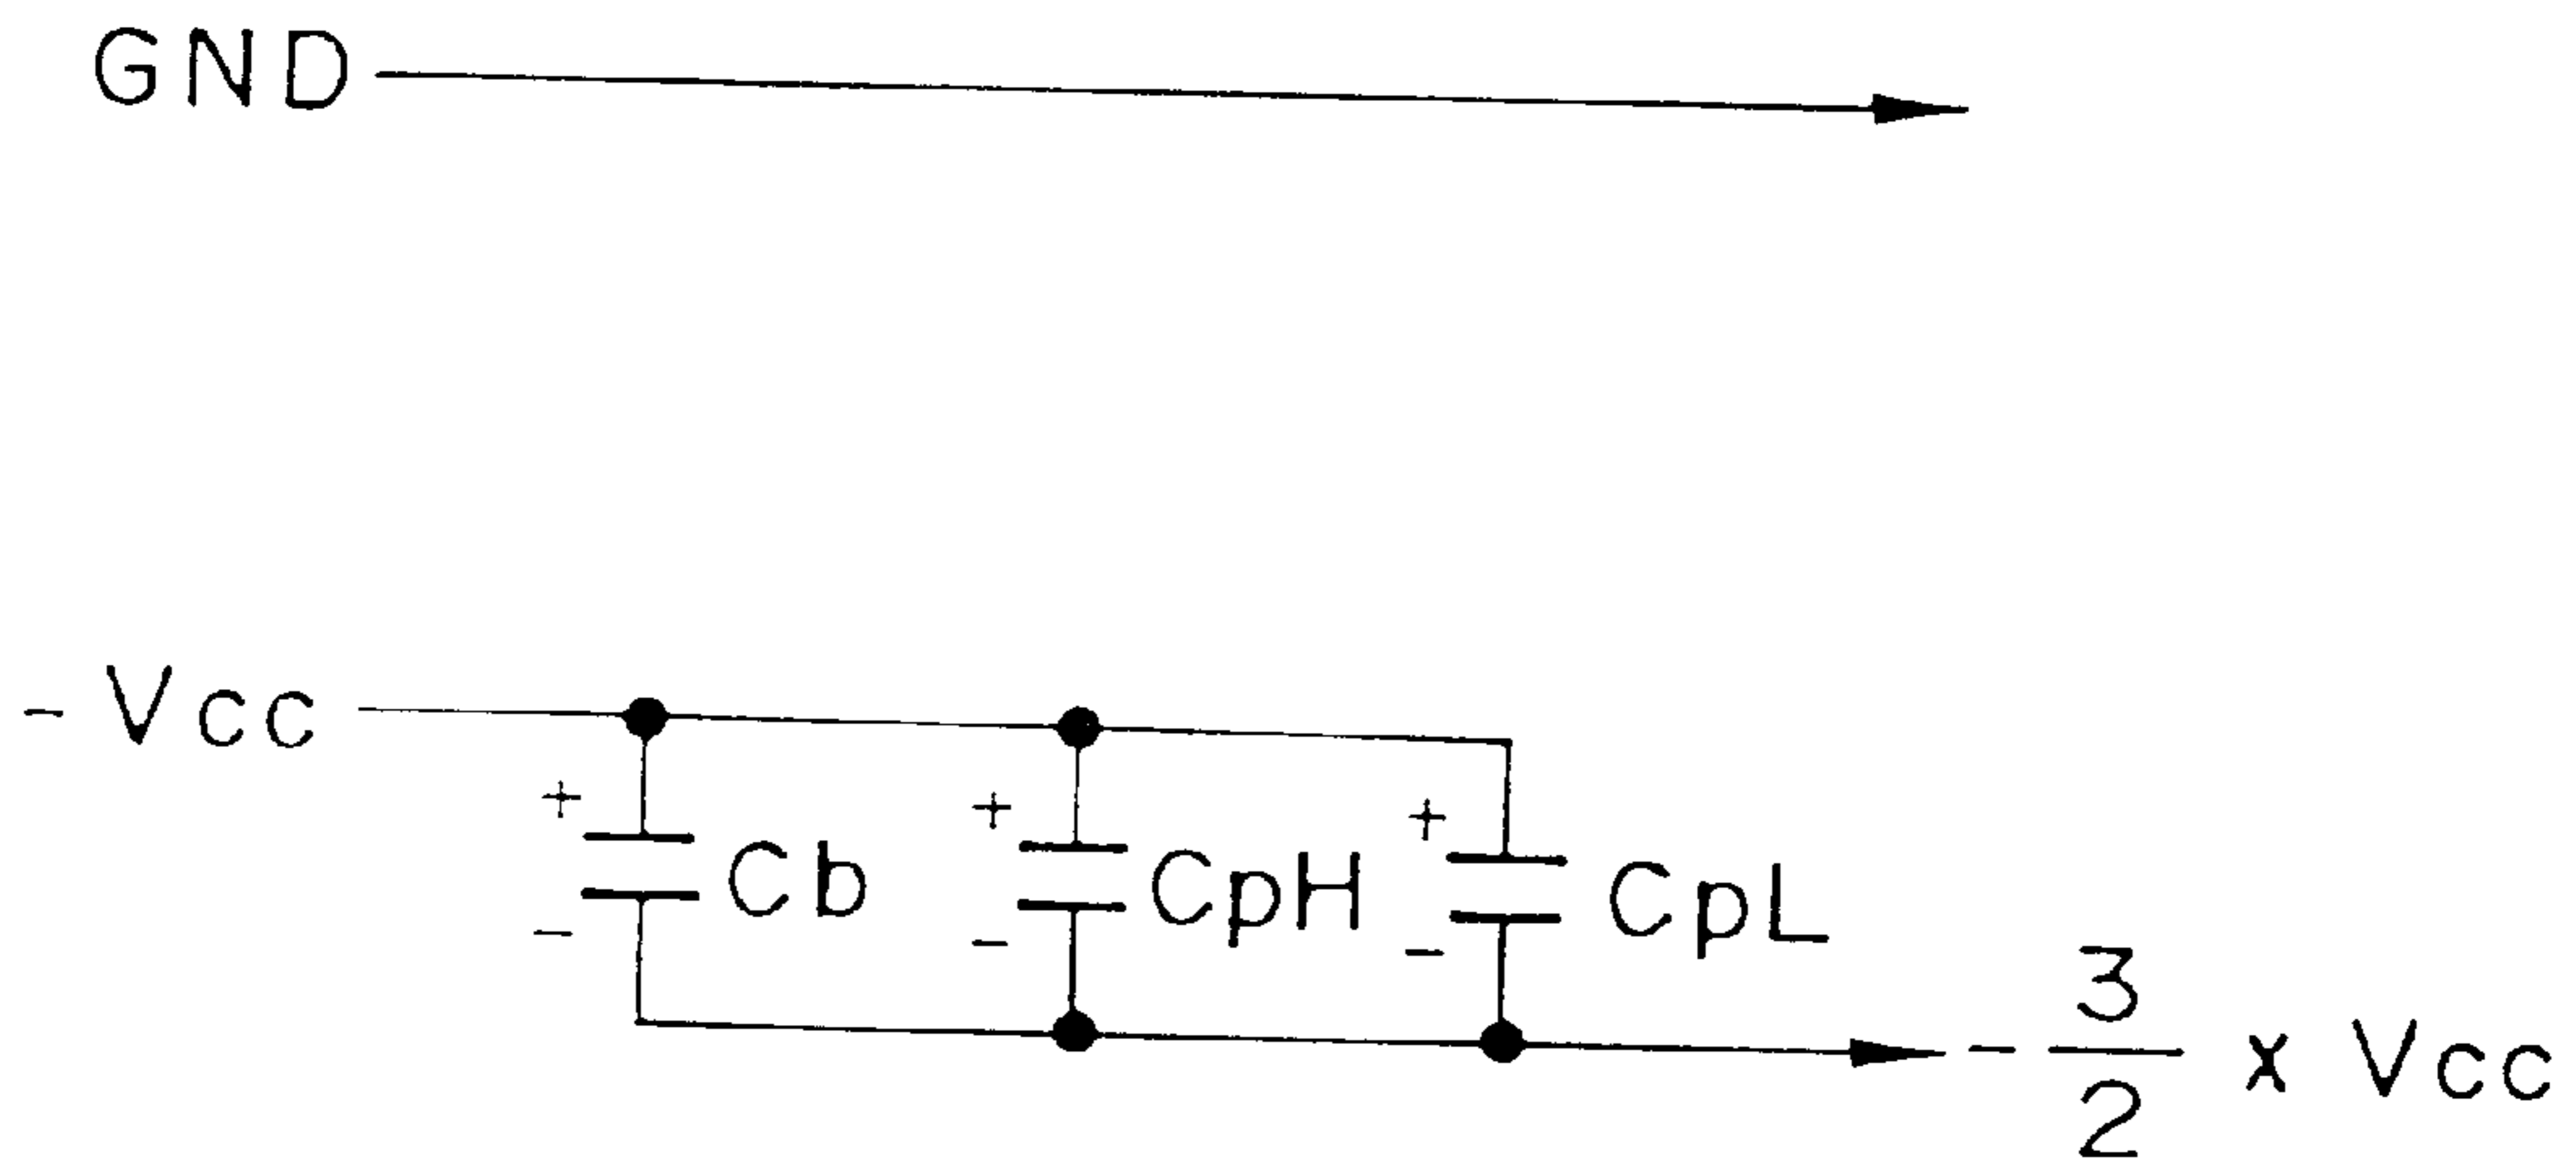 GND
- Vcc
+ + +
Cb CpH CpL
- - -
- 3/2 x Vcc